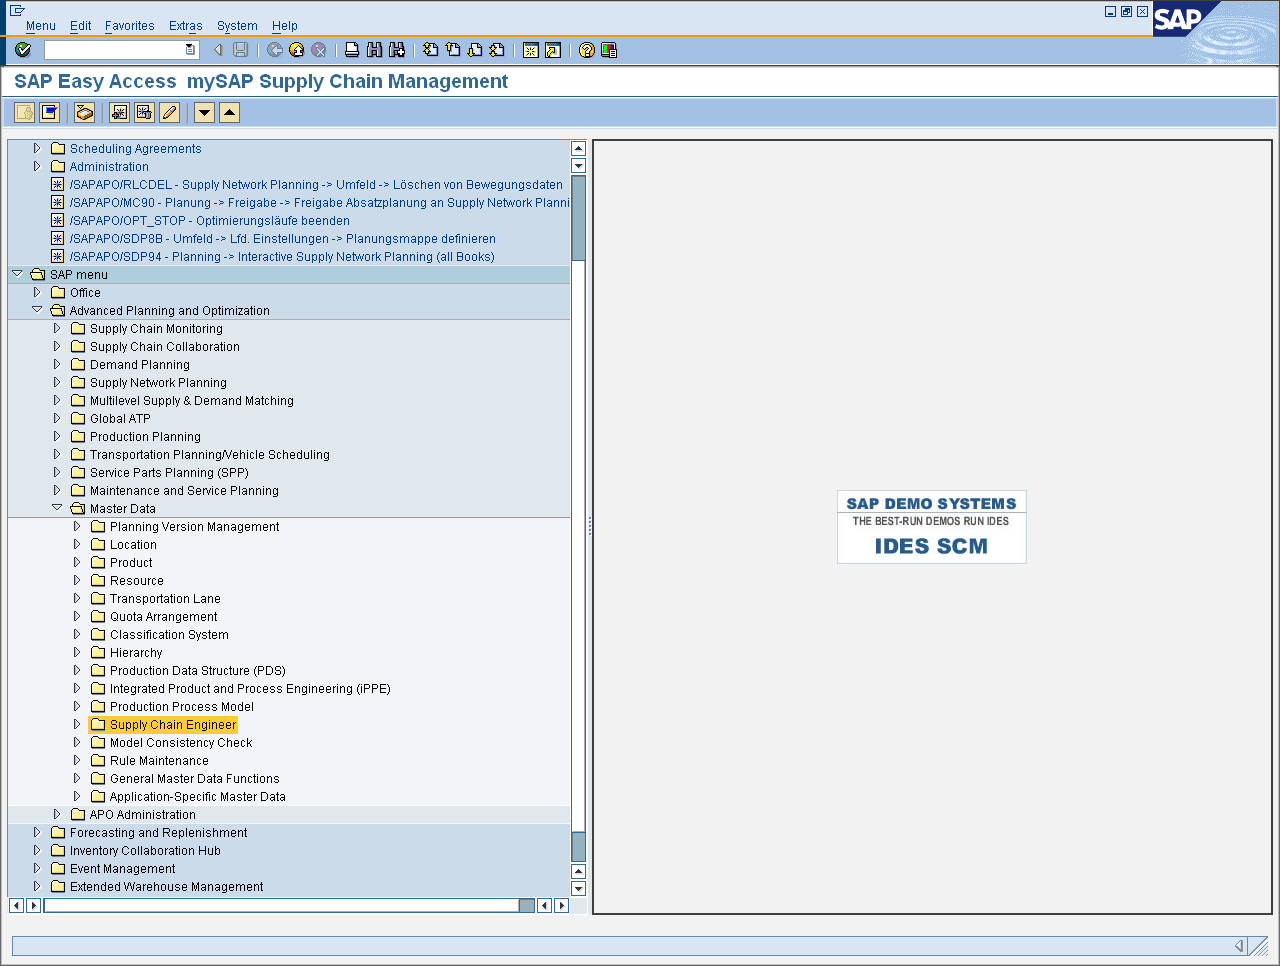 Menu Edit Favorites Extras System Help
SAP
SAP Easy Access mySAP Supply Chain Management
Scheduling Agreements
Administration
/SAPAPO/RLCDEL - Supply Network Planning -> Umfeld -> Löschen von Bewegungsdaten
/SAPAPO/MC90 - Planung -> Freigabe -> Freigabe Absatzplanung an Supply Network Planni
/SAPAPO/OPT_STOP - Optimierungsläufe beenden
/SAPAPO/SDP8B - Umfeld -> Lfd. Einstellungen -> Planungsmappe definieren
/SAPAPO/SDP94 - Planning -> Interactive Supply Network Planning (all Books)
SAP menu
Office
Advanced Planning and Optimization
Supply Chain Monitoring
Supply Chain Collaboration
Demand Planning
Supply Network Planning
Multilevel Supply & Demand Matching
Global ATP
Production Planning
Transportation Planning/Vehicle Scheduling
Service Parts Planning (SPP)
Maintenance and Service Planning
Master Data
Planning Version Management
Location
Product
Resource
Transportation Lane
Quota Arrangement
Classification System
Hierarchy
Production Data Structure (PDS)
Integrated Product and Process Engineering (iPPE)
Production Process Model
Supply Chain Engineer
Model Consistency Check
Rule Maintenance
General Master Data Functions
Application-Specific Master Data
APO Administration
Forecasting and Replenishment
Inventory Collaboration Hub
Event Management
Extended Warehouse Management
SAP DEMO SYSTEMS
THE BEST-RUN DEMOS RUN IDES
IDES SCM